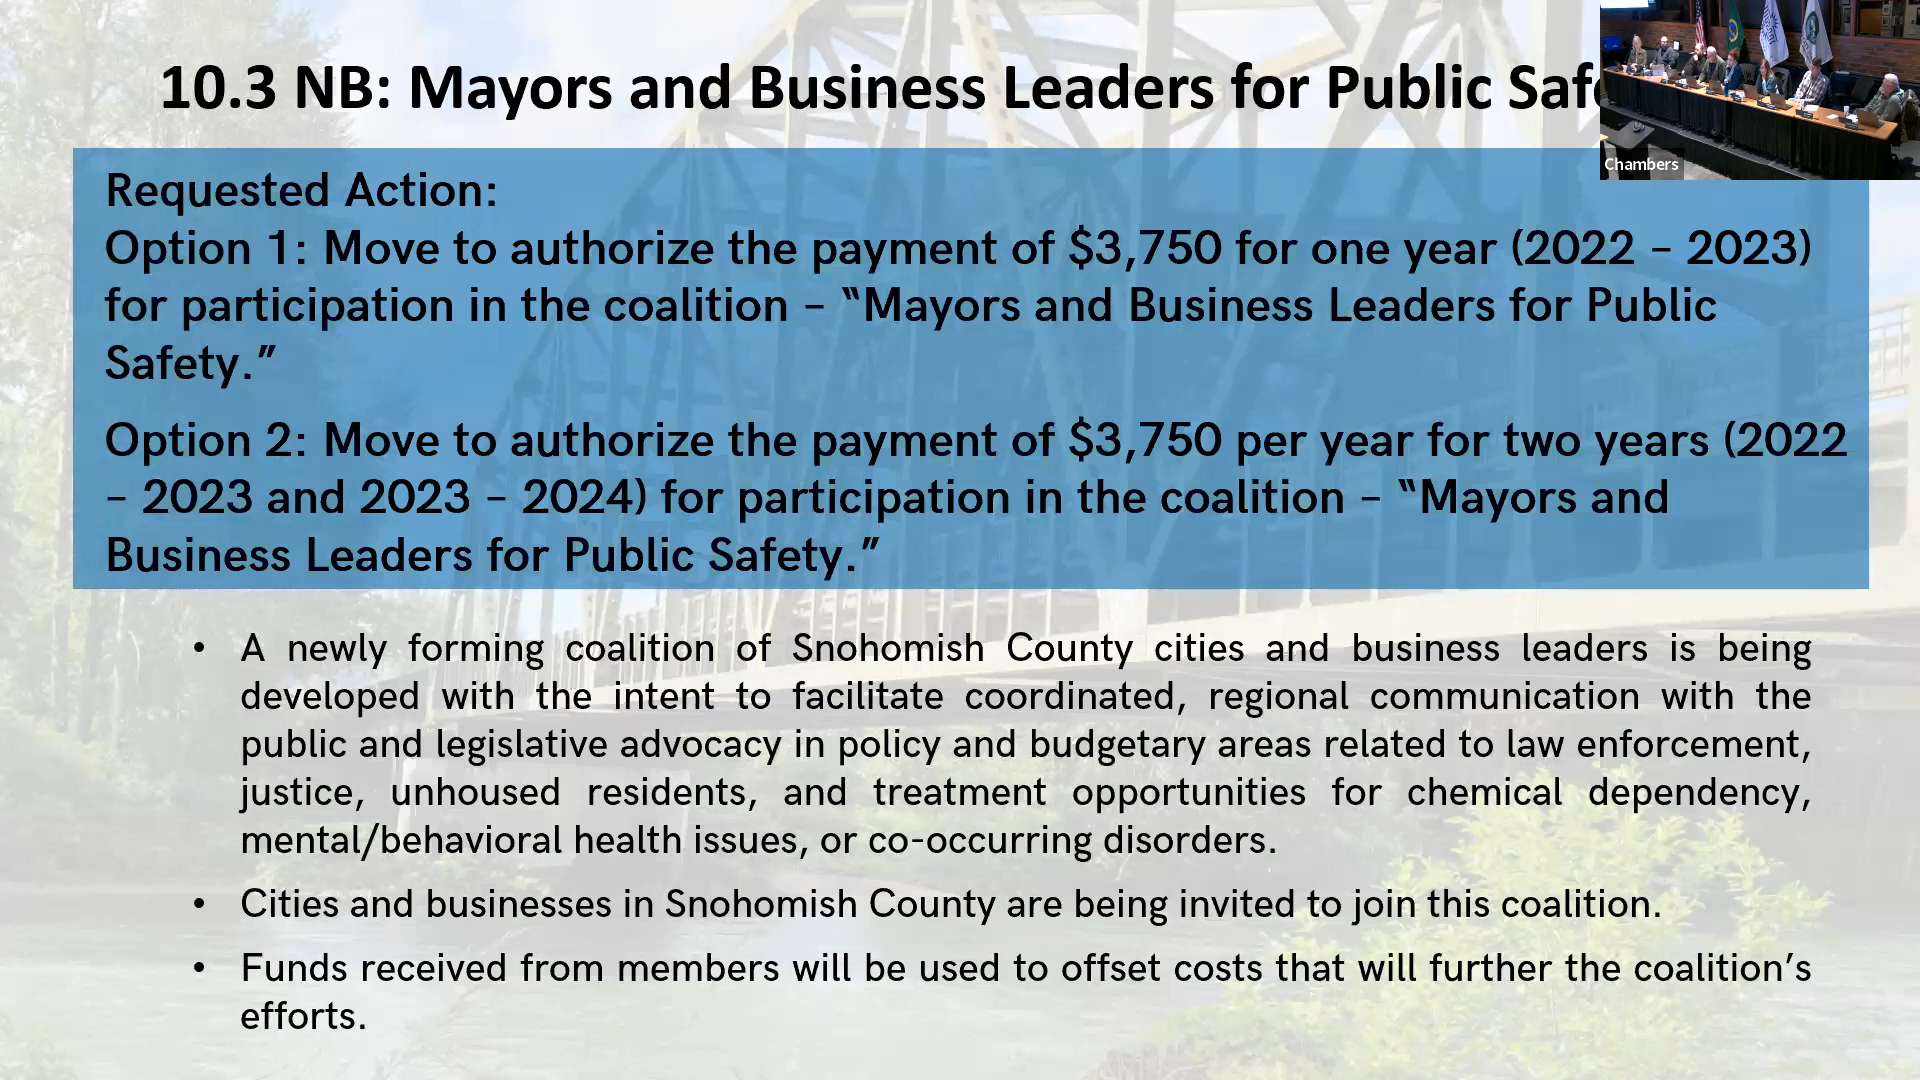 10.3 NB: Mayors and Business Leaders for Public Safe
Chambers
Requested Action:
Option 1: Move to authorize the payment of $3,750 for one year (2022 – 2023)
for participation in the coalition – “Mayors and Business Leaders for Public
Safety.”
Option 2: Move to authorize the payment of $3,750 per year for two years (2022
– 2023 and 2023 – 2024) for participation in the coalition – “Mayors and
Business Leaders for Public Safety.”
• A newly forming coalition of Snohomish County cities and business leaders is being
developed with the intent to facilitate coordinated, regional communication with the
public and legislative advocacy in policy and budgetary areas related to law enforcement,
justice, unhoused residents, and treatment opportunities for chemical dependency,
mental/behavioral health issues, or co-occurring disorders.
• Cities and businesses in Snohomish County are being invited to join this coalition.
• Funds received from members will be used to offset costs that will further the coalition’s
efforts.